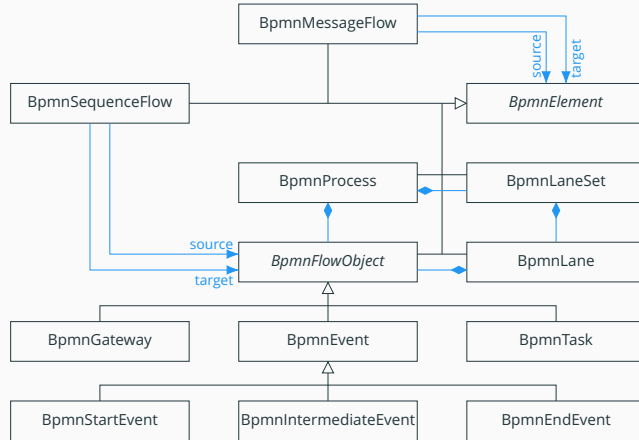 BpmnMessageFlow
source
target
BpmnSequenceFlow
BpmnElement
BpmnProcess
BpmnLaneSet
source
BpmnFlowObject
BpmnLane
target
BpmnGateway
BpmnEvent
BpmnTask
BpmnStartEvent
BpmnIntermediateEvent
BpmnEndEvent